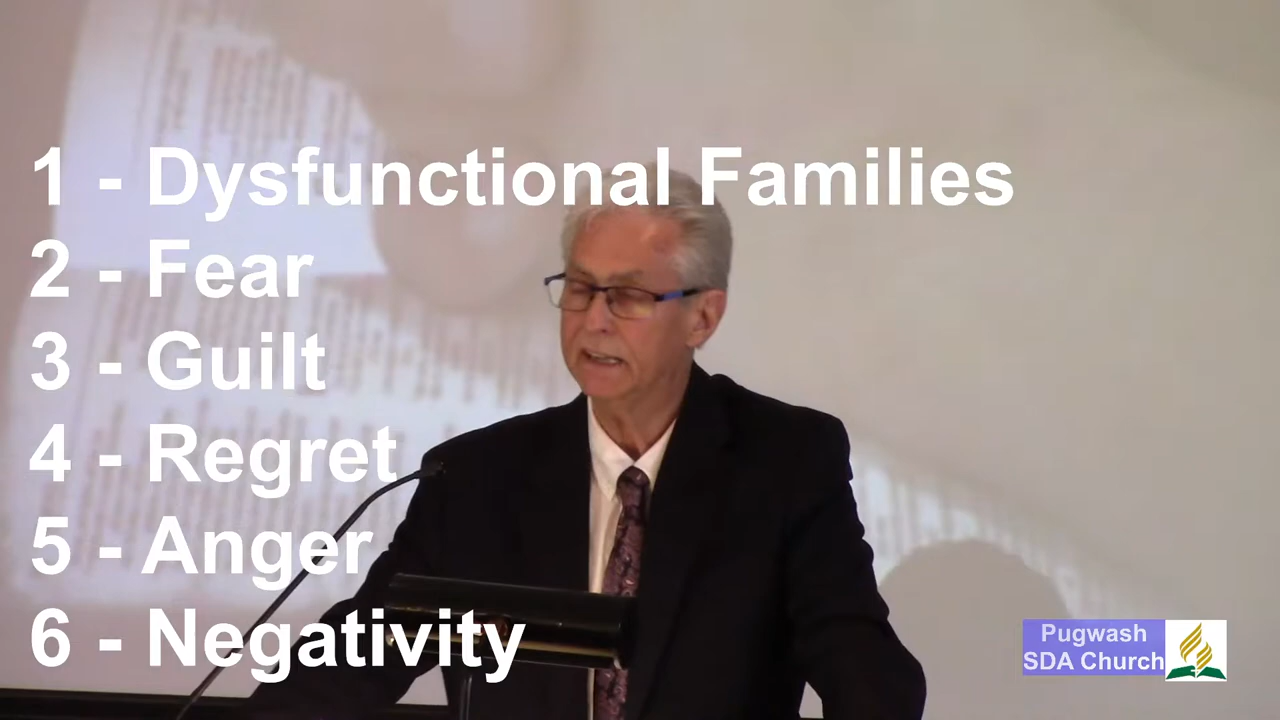 1 - Dysfunctional Families
2 - Fear
3 - Guilt
4 - Regret
5 - Anger
6 - Negativity
Pugwash
SDA Church